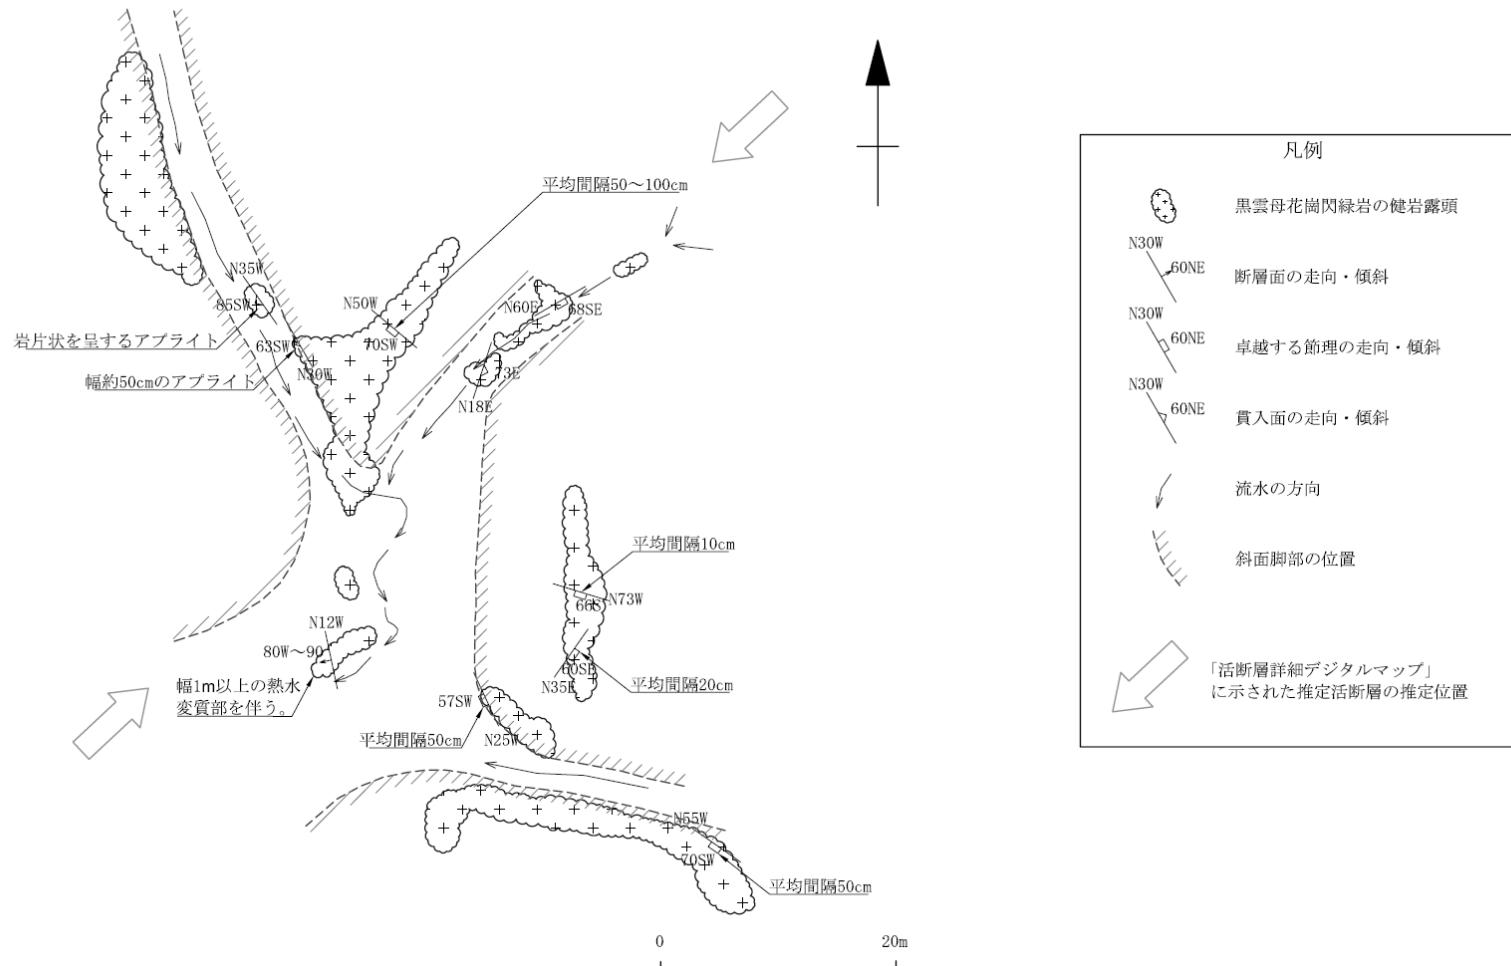 平均間隔50～100cm
N35W
85SW
N50W
70SW
N60E
68SE
岩片状を呈するアプライト
63SW
N30W
73E
幅約50cmのアプライト
N18E
平均間隔10cm
66S
N73W
N12W
80W～90
60SE
N35E
平均間隔20cm
幅1m以上の熱水
変質部を伴う。
57SW
平均間隔50cm
N25W
N55W
70SW
平均間隔50cm
0
20m
凡例
黒雲母花崗閃緑岩の健岩露頭
N30W
60NE
断層面の走向・傾斜
N30W
60NE
卓越する節理の走向・傾斜
N30W
60NE
貫入面の走向・傾斜
流水の方向
斜面脚部の位置
「活断層詳細デジタルマップ」
に示された推定活断層の推定位置